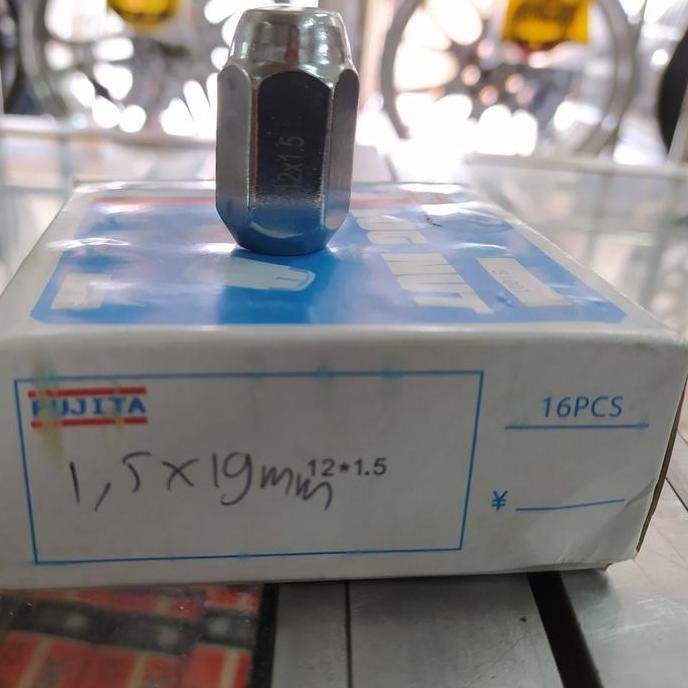 12x1.5
LUG NUT
FUJITA
16PCS
1,5x19mm
12*1.5
¥